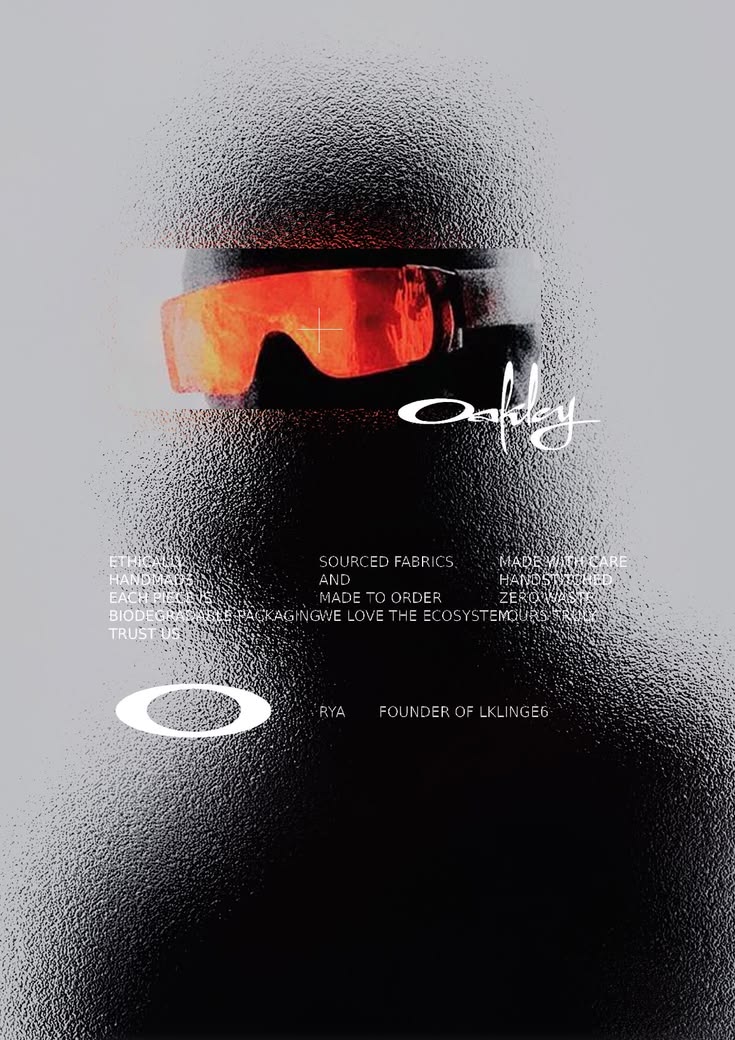 Oakley
ETHICALLY
HANDMADE
EACH PIECE IS
BIODEGRADABLE PACKAGING
TRUST US
SOURCED FABRICS
AND
MADE TO ORDER
WE LOVE THE ECOSYSTEM
MADE WITH CARE
HANDSTITCHED
ZERO WASTE
YOURS TRULY
RYA FOUNDER OF LKLINGE6